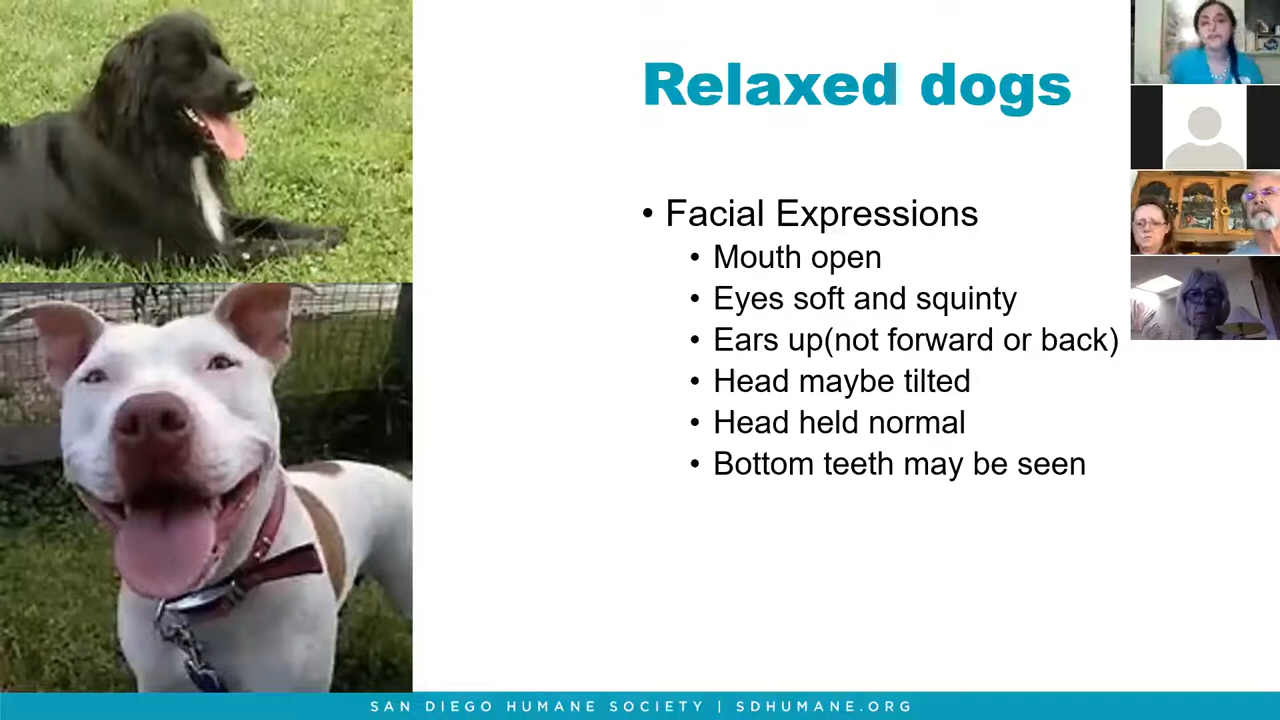 Relaxed dogs
• Facial Expressions
• Mouth open
• Eyes soft and squinty
• Ears up(not forward or back)
• Head maybe tilted
• Head held normal
• Bottom teeth may be seen
SAN DIEGO HUMANE SOCIETY | SDHUMANE.ORG